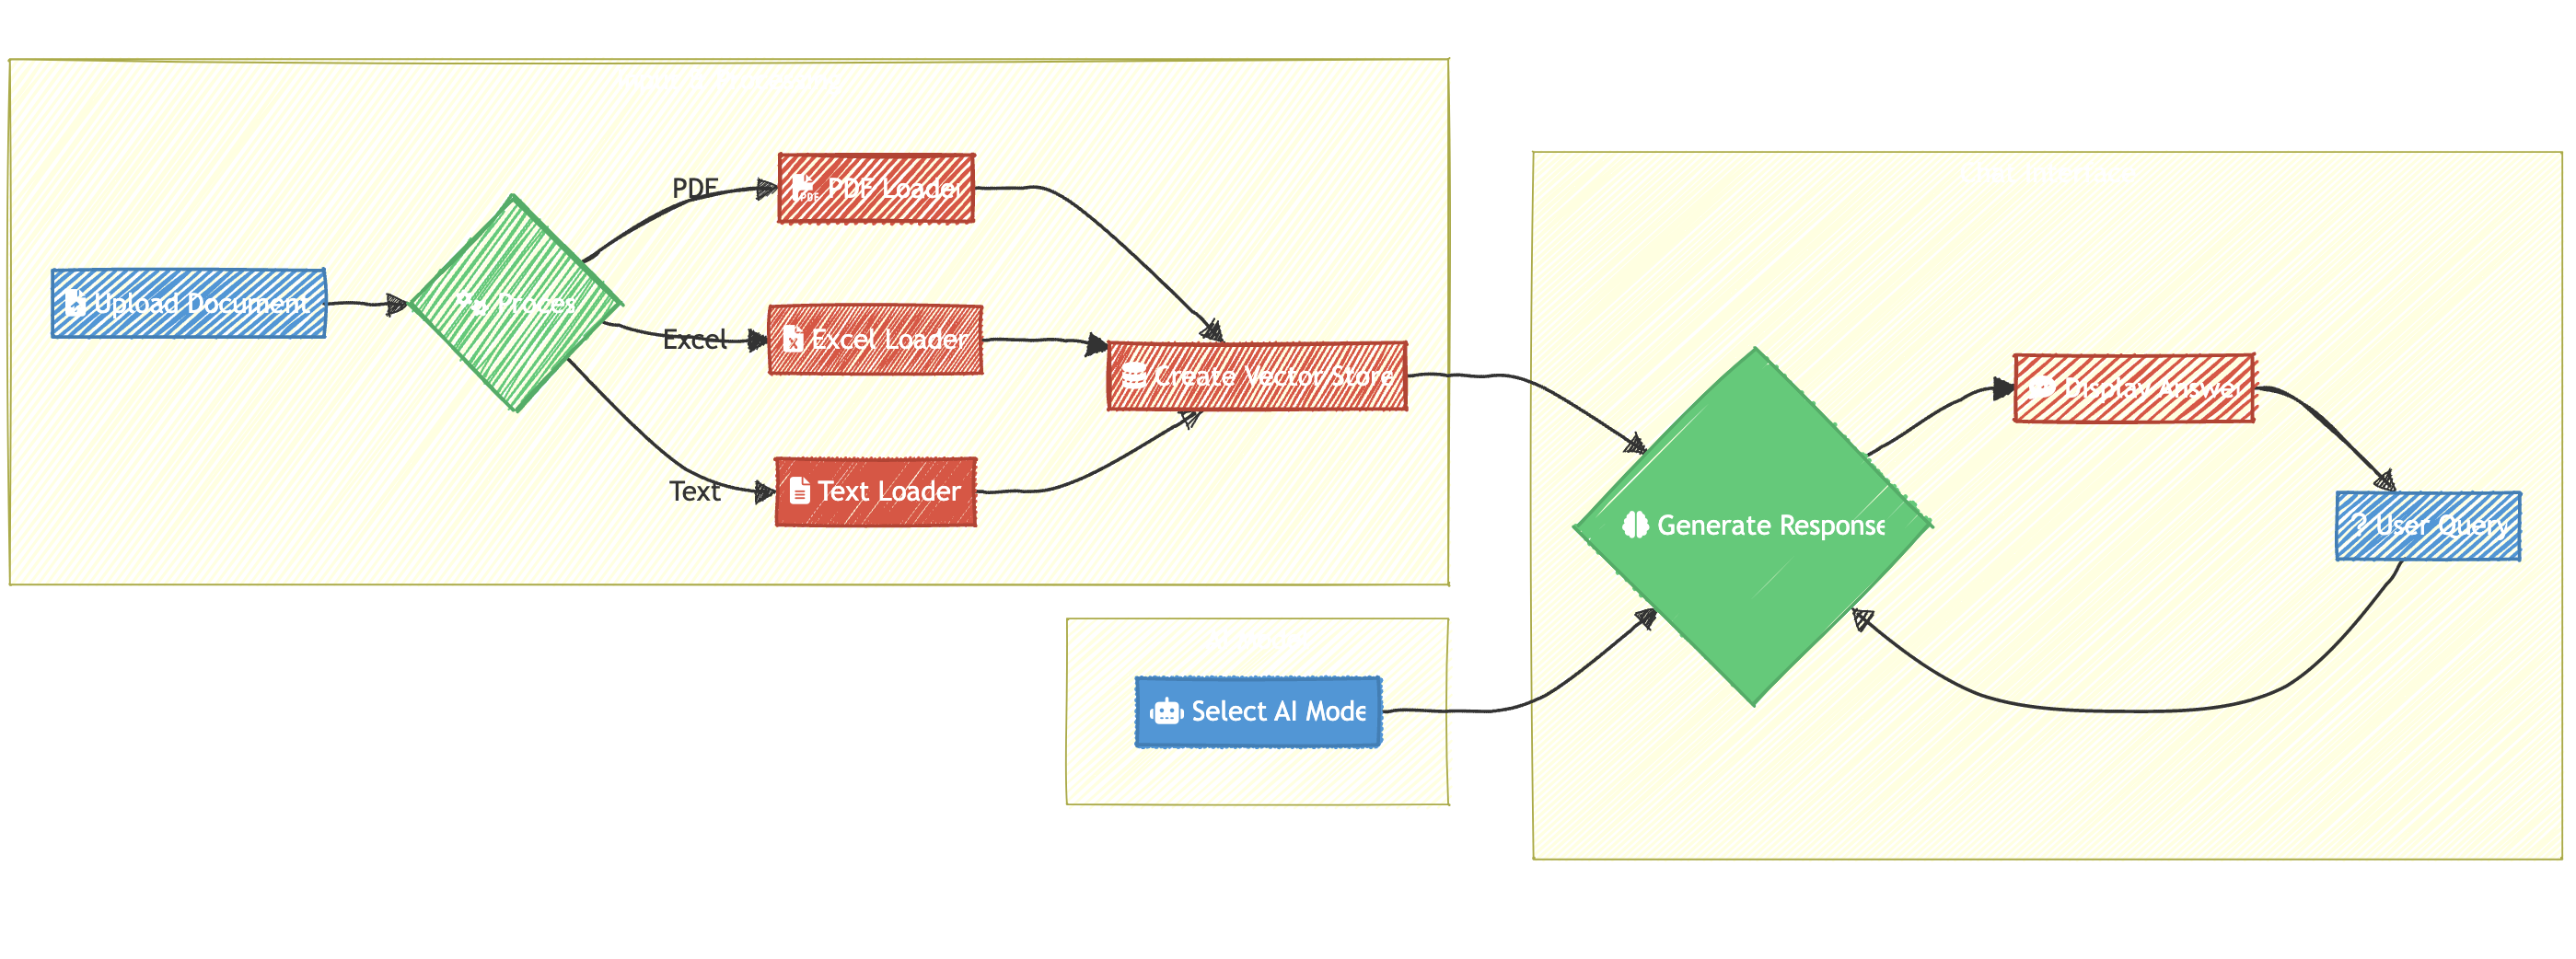 Upload Document
Proces
PDF
Excel
Text
PDF Loader
Excel Loader
Text Loader
Create Vector Store
Select AI Mode
Generate Response
Display Answer
? User Query